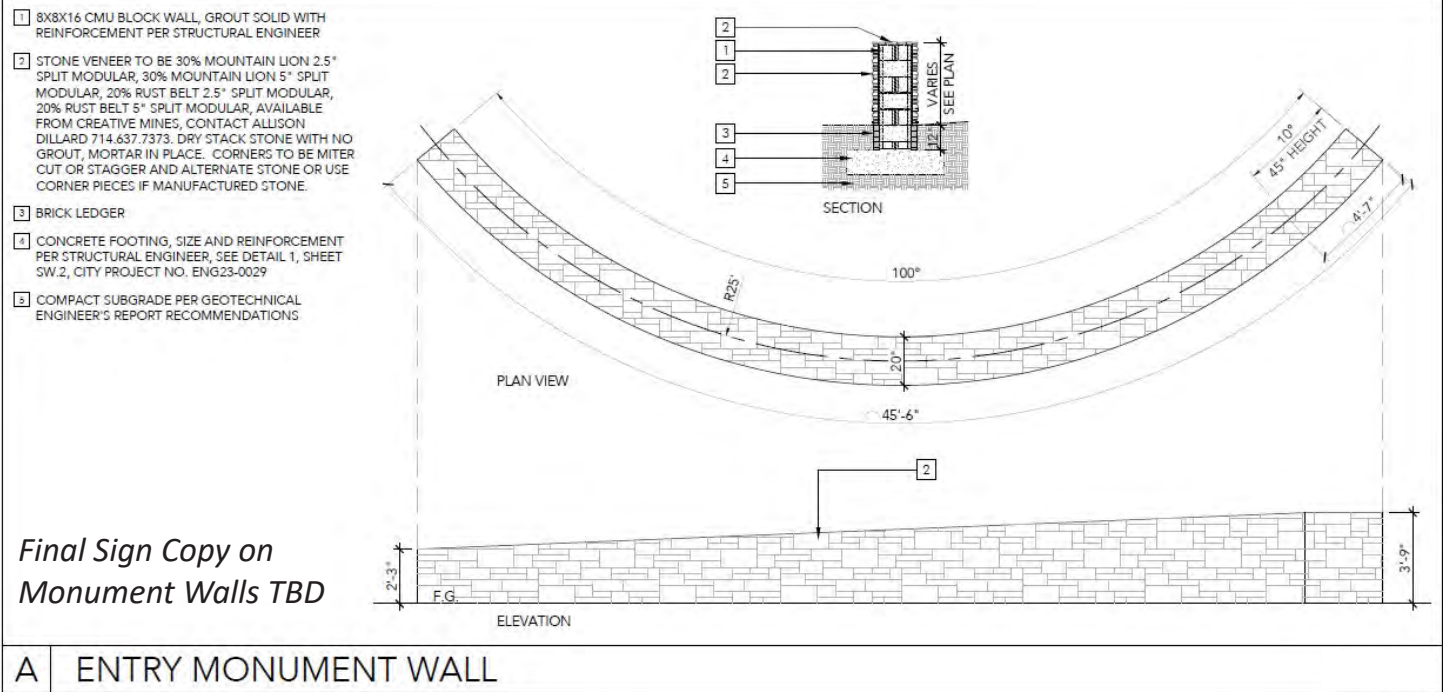 1 8X8X16 CMU BLOCK WALL, GROUT SOLID WITH
REINFORCEMENT PER STRUCTURAL ENGINEER
2 STONE VENEER TO BE 30% MOUNTAIN LION 2.5"
SPLIT MODULAR, 30% MOUNTAIN LION 5" SPLIT
MODULAR, 20% RUST BELT 2.5" SPLIT MODULAR,
20% RUST BELT 5" SPLIT MODULAR, AVAILABLE
FROM CREATIVE MINES, CONTACT ALLISON
DILLARD 714.637.7373. DRY STACK STONE WITH NO
GROUT, MORTAR IN PLACE. CORNERS TO BE MITER
CUT OR STAGGER AND ALTERNATE STONE OR USE
CORNER PIECES IF MANUFACTURED STONE.
3 BRICK LEDGER
4 CONCRETE FOOTING, SIZE AND REINFORCEMENT
PER STRUCTURAL ENGINEER, SEE DETAIL 1, SHEET
SW.2, CITY PROJECT NO. ENG23-0029
5 COMPACT SUBGRADE PER GEOTECHNICAL
ENGINEER'S REPORT RECOMMENDATIONS
2
1
2
3
4
5
VARIES
SEE PLAN
12"
SECTION
10°
45" HEIGHT
4'-7"
100°
R25'
20"
PLAN VIEW
45'-6"
2
2'-3"
F.G.
3'-9"
ELEVATION
Final Sign Copy on
Monument Walls TBD
A ENTRY MONUMENT WALL